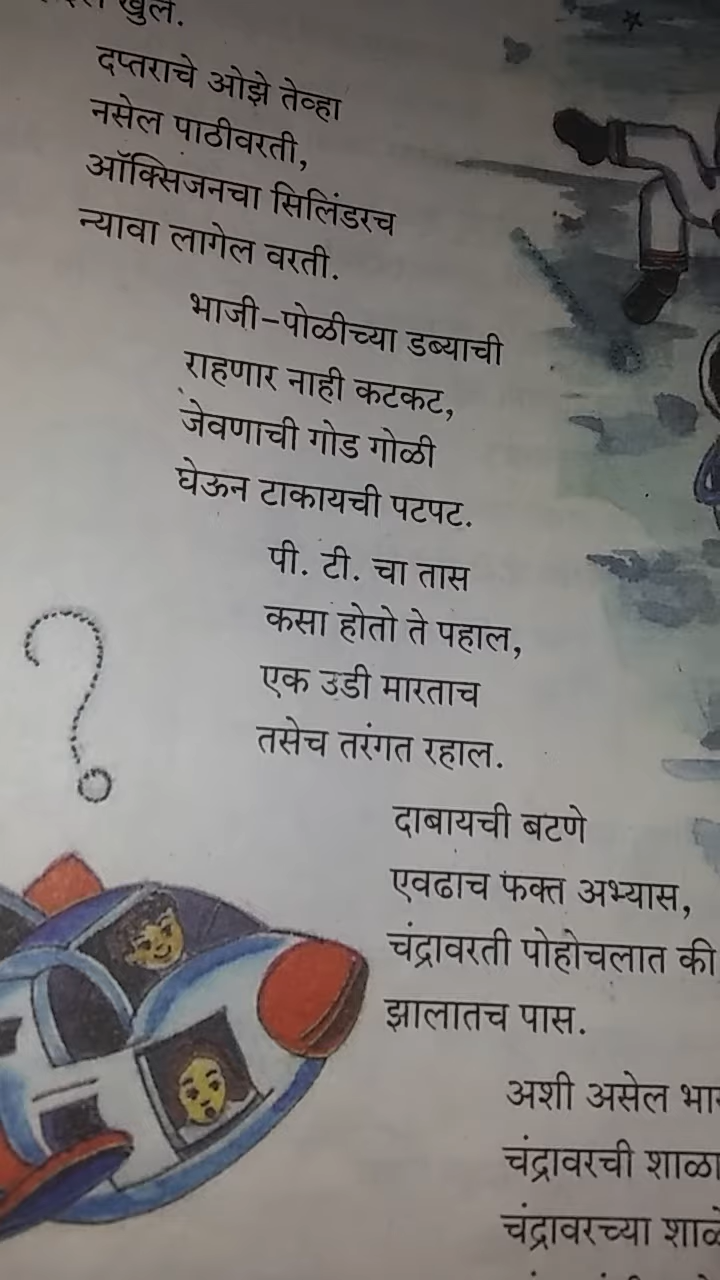 खुल.
दप्तराचे ओझे तेव्हा
नसेल पाठीवरती,
ऑक्सिजनचा सिलिंडरच
न्यावा लागेल वरती.
भाजी-पोळीच्या डब्याची
राहणार नाही कटकट,
जेवणाची गोड गोळी
घेऊन टाकायची पटपट.
पी. टी. चा तास
कसा होतो ते पहाल,
एक उडी मारताच
तसेच तरंगत रहाल.
दाबायची बटणे
एवढाच फक्त अभ्यास,
चंद्रावरती पोहोचलात की
झालातच पास.
अशी असेल
चंद्रावरची शाळा
चंद्रावरच्या